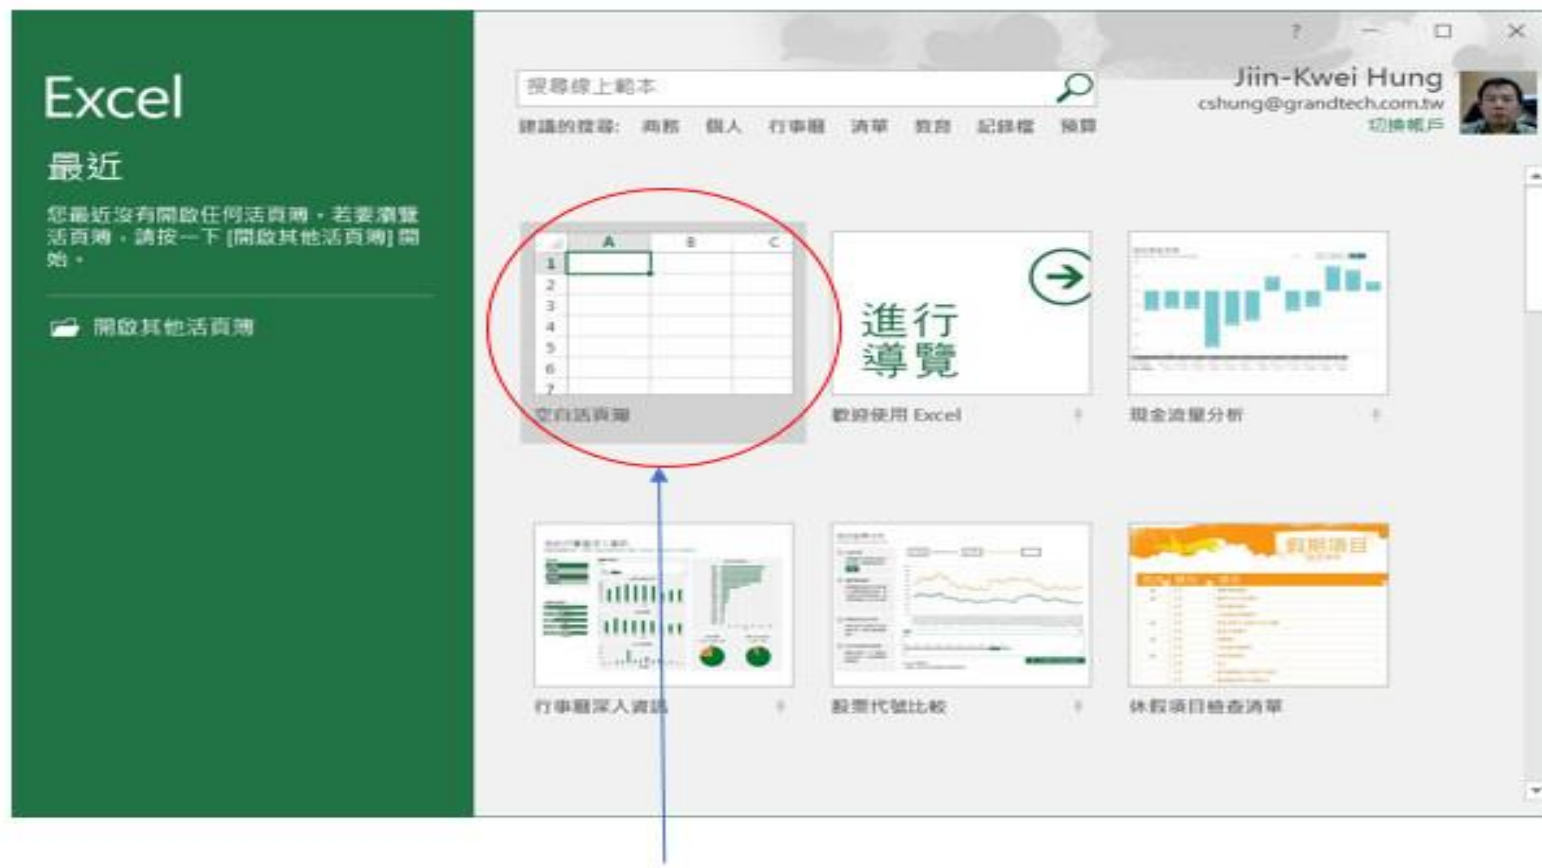 Excel
最近
您最近沒有開啟任何活頁簿。若要瀏覽
活頁簿，請按一下 [開啟其他活頁簿] 開
始。
開啟其他活頁簿
?
Jiin-Kwei Hung
cshung@grandtech.com.tw
切換帳戶
搜尋線上範本
建議的搜尋: 商務 個人 行事曆 清單 教育 記錄檔 預算
A B C
1
2
3
4
5
6
7
空白活頁簿
進行
導覽
歡迎使用 Excel
現金流量分析
行事曆深入資訊
股票代號比較
假期項目
休假項目檢查清單